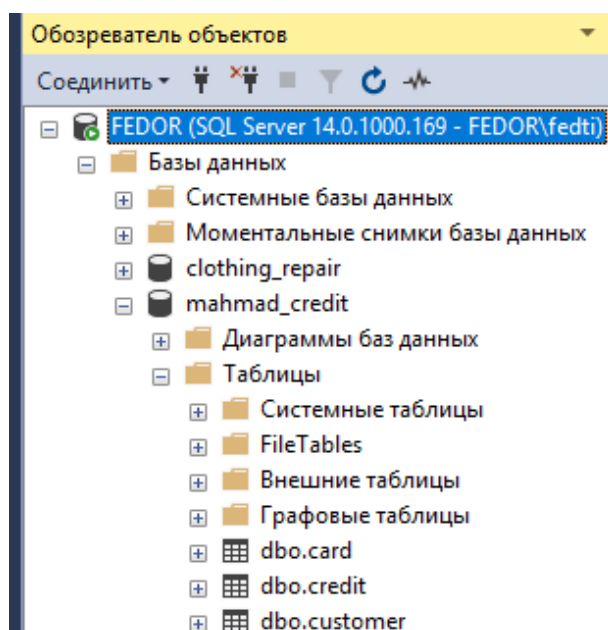 Обозреватель объектов
Соединить
FEDOR (SQL Server 14.0.1000.169 - FEDOR\fedti)
Базы данных
Системные базы данных
Моментальные снимки базы данных
clothing_repair
mahmad_credit
Диаграммы баз данных
Таблицы
Системные таблицы
FileTables
Внешние таблицы
Графовые таблицы
dbo.card
dbo.credit
dbo.customer